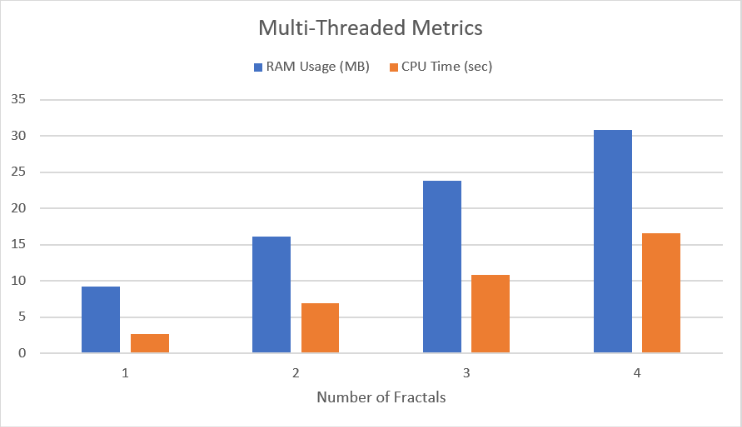 Multi-Threaded Metrics
RAM Usage (MB) CPU Time (sec)
35
30
25
20
15
10
5
0
1 2 3 4
Number of Fractals